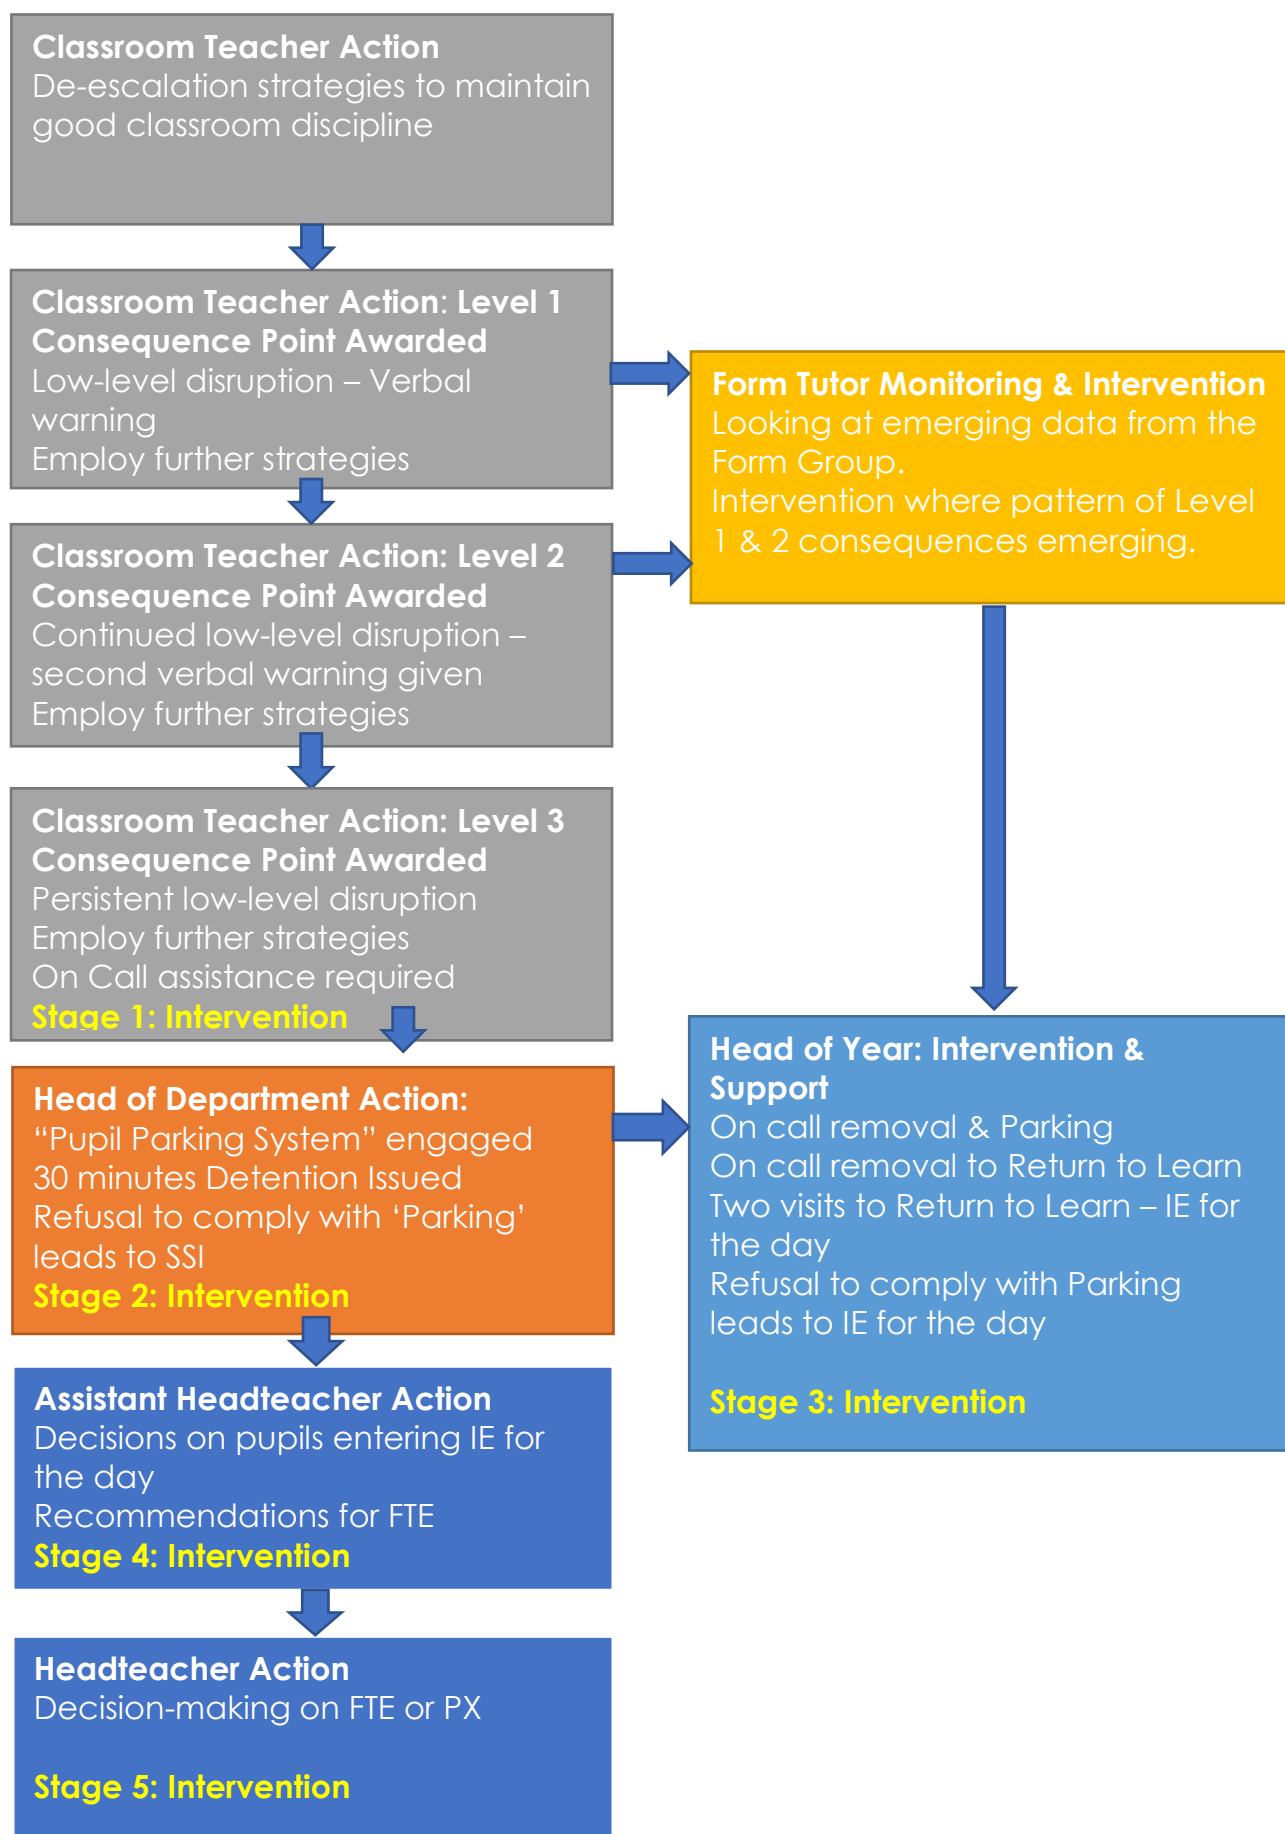 Classroom Teacher Action
De-escalation strategies to maintain
good classroom discipline
Classroom Teacher Action: Level 1
Consequence Point Awarded
Low-level disruption – Verbal
warning
Employ further strategies
Form Tutor Monitoring & Intervention
Looking at emerging data from the
Form Group.
Intervention where pattern of Level
1 & 2 consequences emerging.
Classroom Teacher Action: Level 2
Consequence Point Awarded
Continued low-level disruption –
second verbal warning given
Employ further strategies
Classroom Teacher Action: Level 3
Consequence Point Awarded
Persistent low-level disruption
Employ further strategies
On Call assistance required
Stage 1: Intervention
Head of Department Action:
“Pupil Parking System” engaged
30 minutes Detention Issued
Refusal to comply with ‘Parking’
leads to SSI
Stage 2: Intervention
Head of Year: Intervention &
Support
On call removal & Parking
On call removal to Return to Learn
Two visits to Return to Learn – IE for
the day
Refusal to comply with Parking
leads to IE for the day
Stage 3: Intervention
Assistant Headteacher Action
Decisions on pupils entering IE for
the day
Recommendations for FTE
Stage 4: Intervention
Headteacher Action
Decision-making on FTE or PX
Stage 5: Intervention